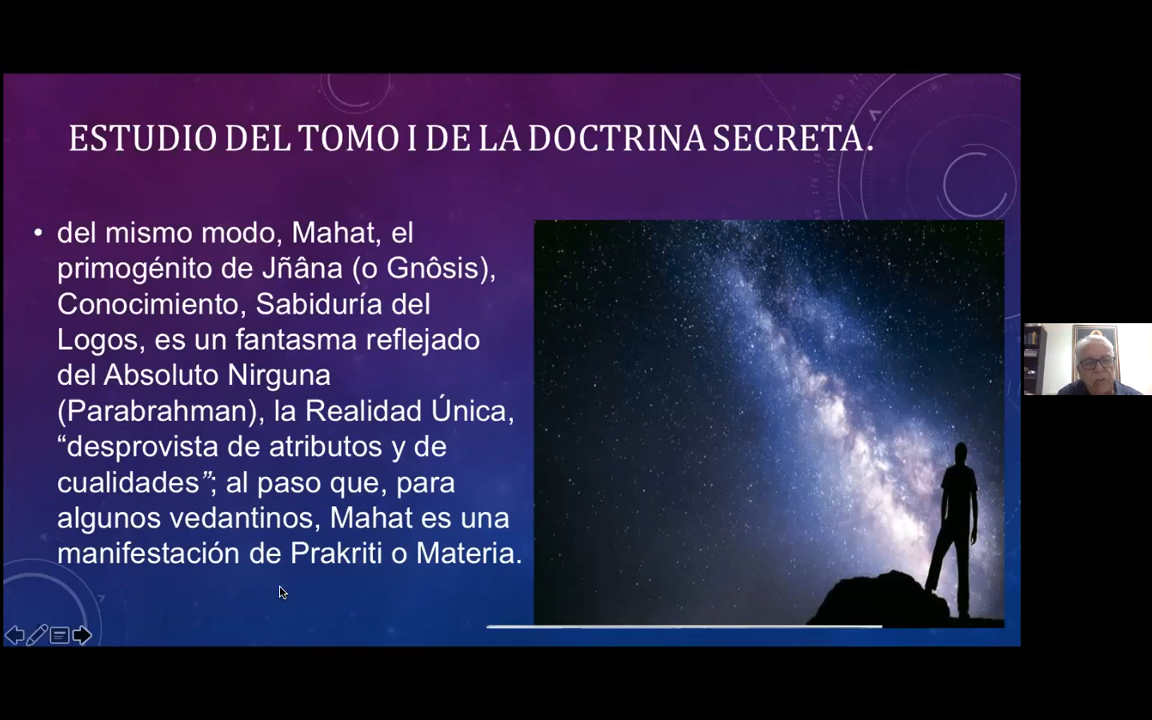 ESTUDIO DEL TOMO I DE LA DOCTRINA SECRETA.
• del mismo modo, Mahat, el
primogénito de Jñâna (o Gnôsis),
Conocimiento, Sabiduría del
Logos, es un fantasma reflejado
del Absoluto Nirguna
(Parabrahman), la Realidad Única,
“desprovista de atributos y de
cualidades”; al paso que, para
algunos vedantinos, Mahat es una
manifestación de Prakriti o Materia.